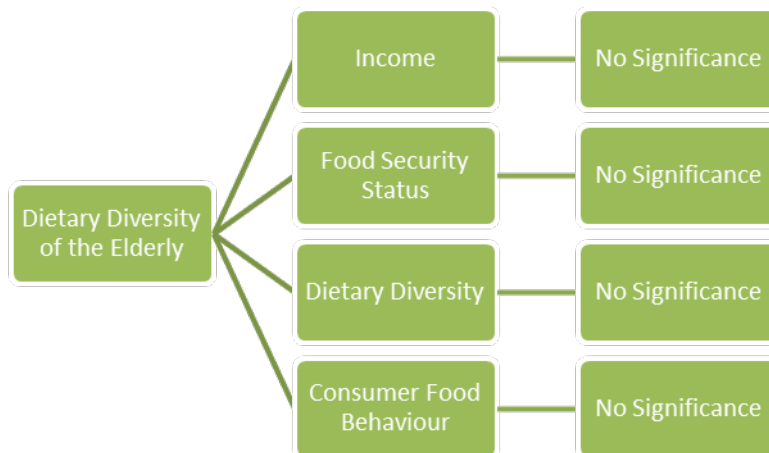 Income
No Significance
Food Security
Status
No Significance
Dietary Diversity
of the Elderly
Dietary Diversity
No Significance
Consumer Food
Behaviour
No Significance